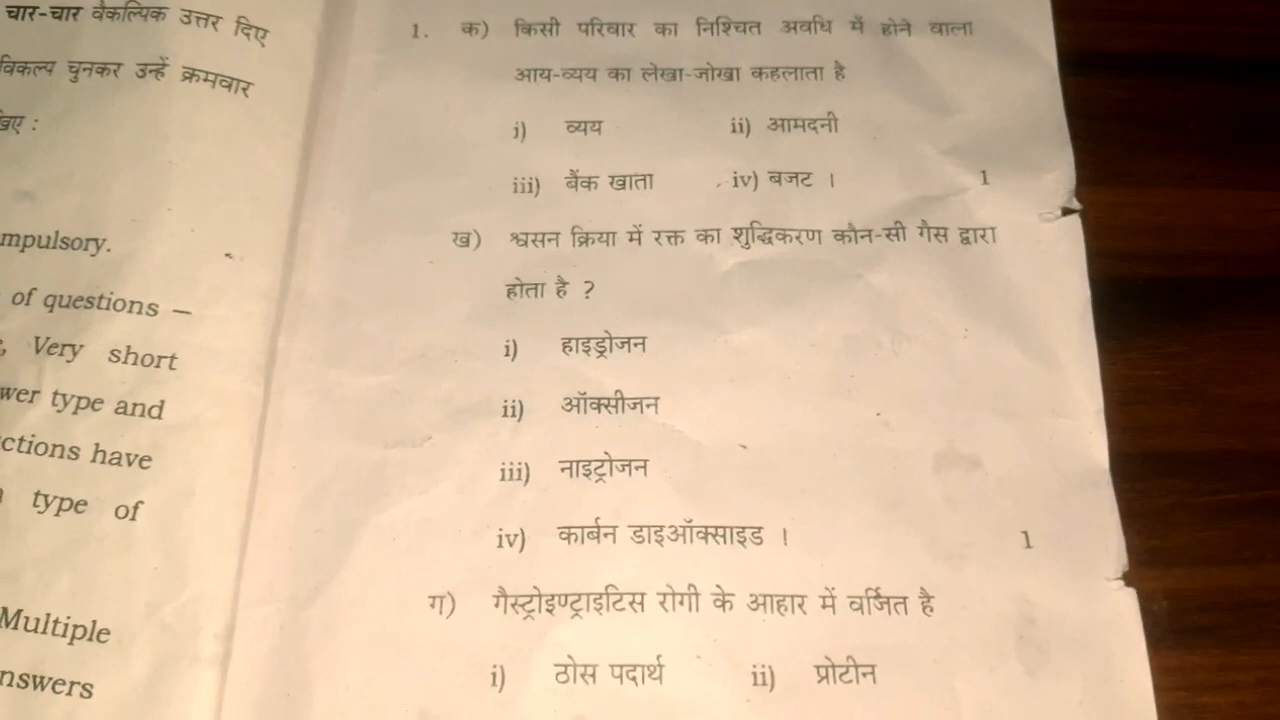 चार-चार वैकल्पिक उत्तर दिए
विकल्प चुनकर उन्हें क्रमवार
mpulsory.
of questions –
Very short
wer type and
ctions have
type of
Multiple
nswers
1. क) किसी परिवार का निश्चित अवधि में होने वाला
आय-व्यय का लेखा-जोखा कहलाता है
i) व्यय ii) आमदनी
iii) बैंक खाता iv) बजट । 1
ख) श्वसन क्रिया में रक्त का शुद्धिकरण कौन-सी गैस द्वारा
होता है ?
i) हाइड्रोजन
ii) ऑक्सीजन
iii) नाइट्रोजन
iv) कार्बन डाइऑक्साइड । 1
ग) गैस्ट्रोइण्ट्राइटिस रोगी के आहार में वर्जित है
i) ठोस पदार्थ ii) प्रोटीन